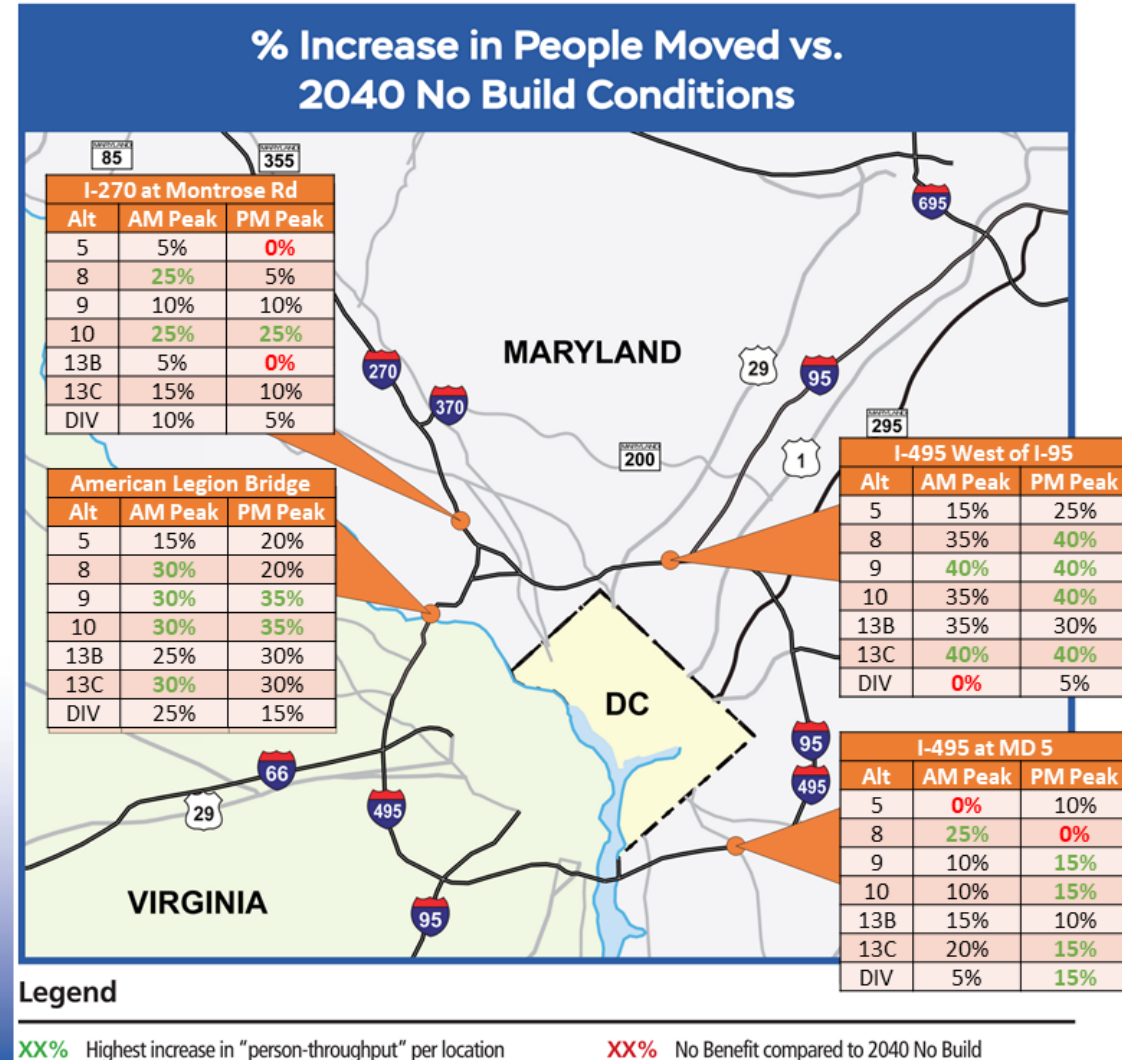 % Increase in People Moved vs.
2040 No Build Conditions
MARYLAND
85
MARYLAND
355
695
I-270 at Montrose Rd
Alt AM Peak PM Peak
5 5% 0%
8 25% 5%
9 10% 10%
10 25% 25%
13B 5% 0%
13C 15% 10%
DIV 10% 5%
MARYLAND
270
370
29
95
MARYLAND
295
MARYLAND
200
1
American Legion Bridge
Alt AM Peak PM Peak
5 15% 20%
8 30% 20%
9 30% 35%
10 30% 35%
13B 25% 30%
13C 30% 30%
DIV 25% 15%
I-495 West of I-95
Alt AM Peak PM Peak
5 15% 25%
8 35% 40%
9 40% 40%
10 35% 40%
13B 35% 30%
13C 40% 40%
DIV 0% 5%
DC
66
29
495
95
495
VIRGINIA
95
I-495 at MD 5
Alt AM Peak PM Peak
5 0% 10%
8 25% 0%
9 10% 15%
10 10% 15%
13B 15% 10%
13C 20% 15%
DIV 5% 15%
Legend
XX% Highest increase in "person-throughput" per location
XX% No Benefit compared to 2040 No Build